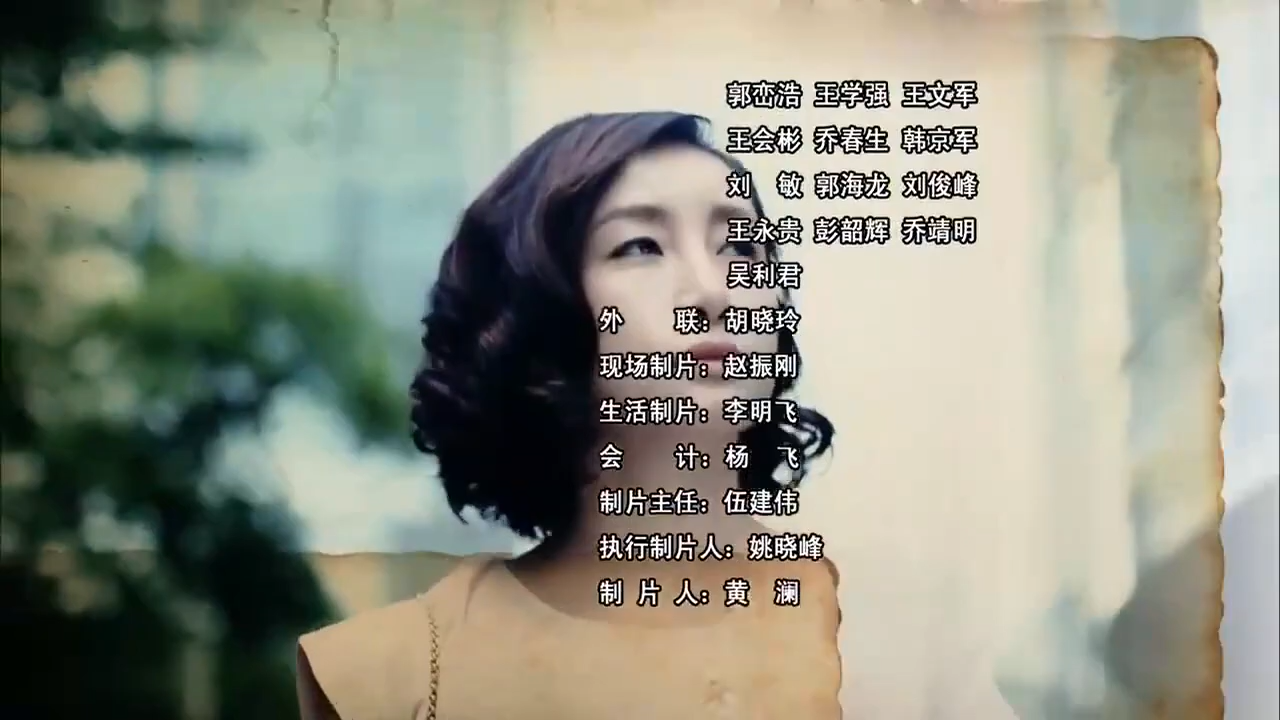 郭峦浩 王学强 王文军
王会彬 乔春生 韩京军
刘　敏 郭海龙 刘俊峰
王永贵 彭韶辉 乔靖明
吴利君
外　　联：胡晓玲
现场制片：赵振刚
生活制片：李明飞
会　　计：杨　飞
制片主任：伍建伟
执行制片人：姚晓峰
制 片 人：黄　澜